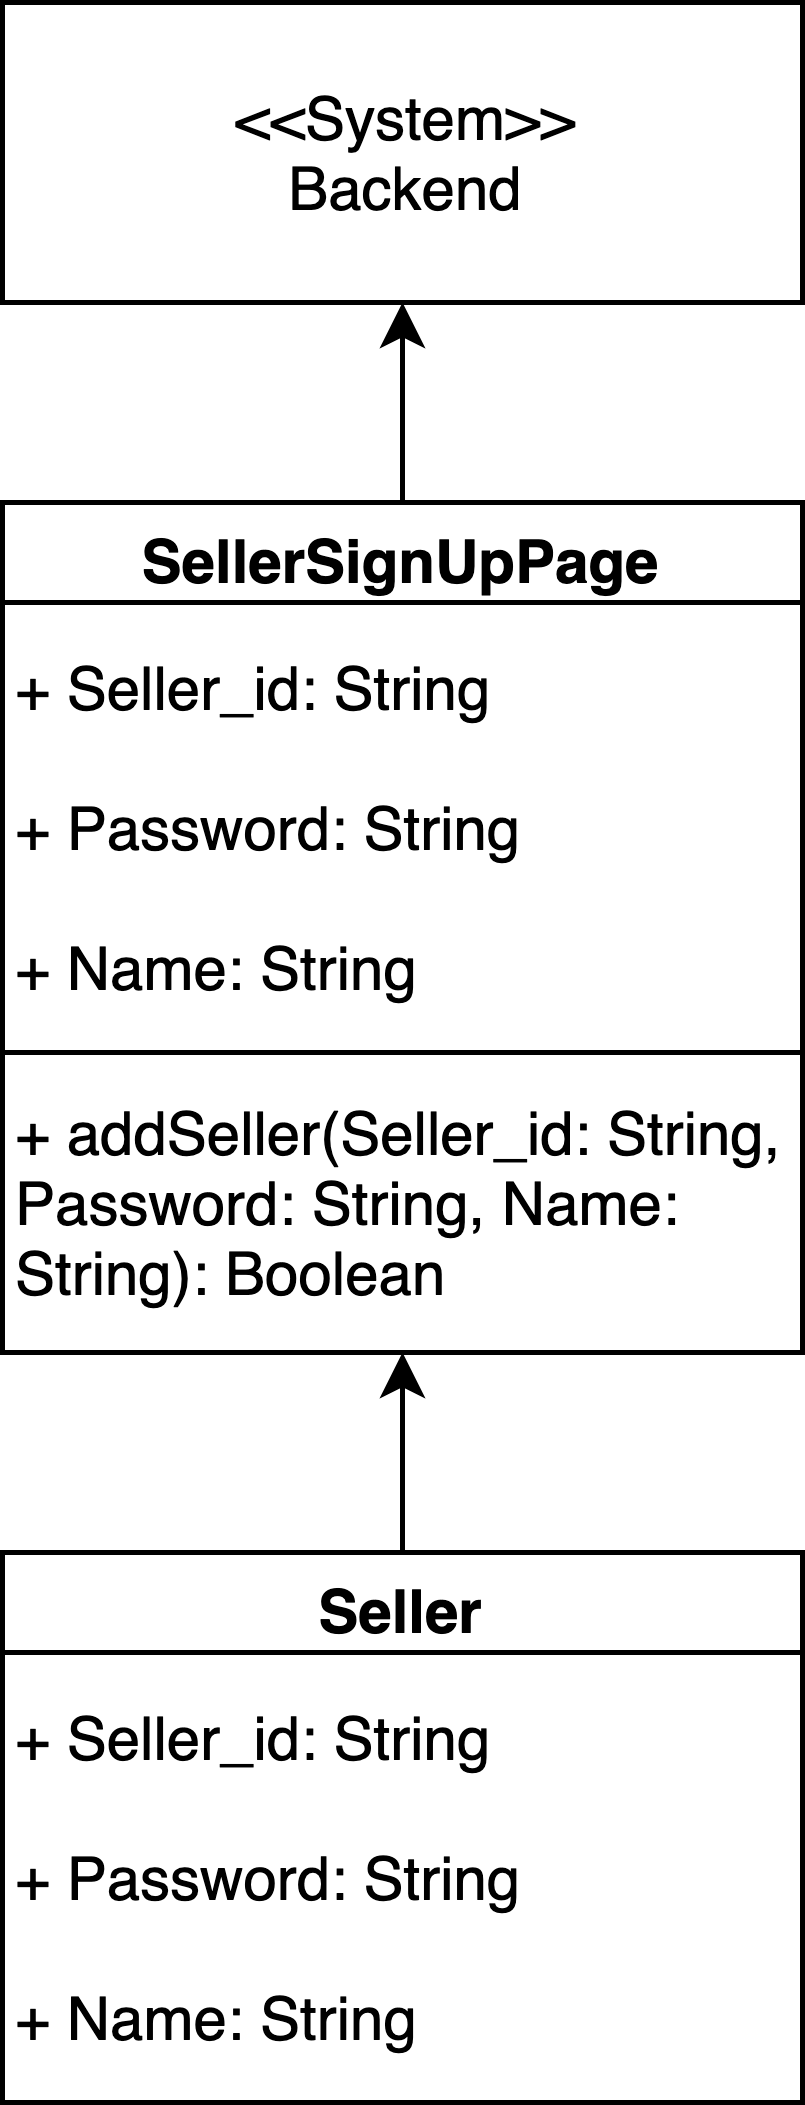 <<System>>
Backend
SellerSignUpPage
+ Seller_id: String
+ Password: String
+ Name: String
+ addSeller(Seller_id: String,
Password: String, Name:
String): Boolean
Seller
+ Seller_id: String
+ Password: String
+ Name: String